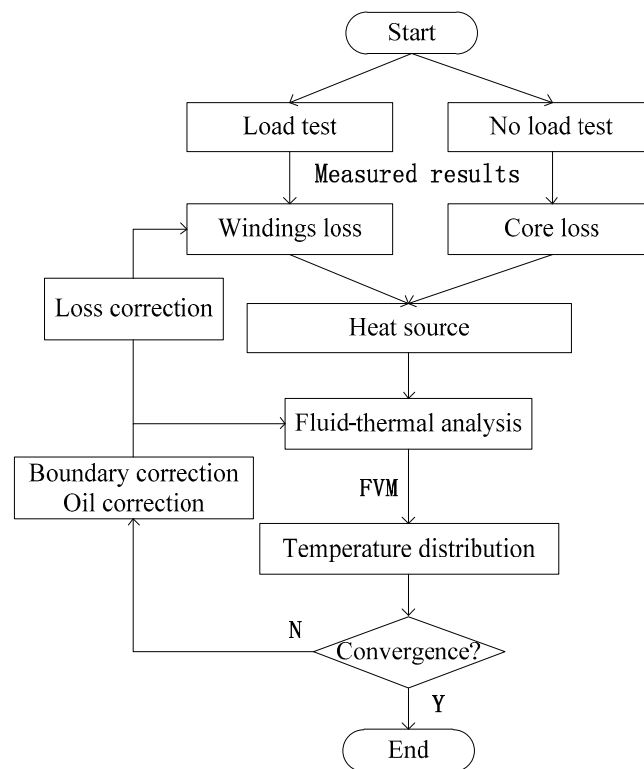 Start
Load test
No load test
Measured results
Windings loss
Core loss
Loss correction
Heat source
Fluid-thermal analysis
Boundary correction
Oil correction
FVM
Temperature distribution
N
Convergence?
Y
End